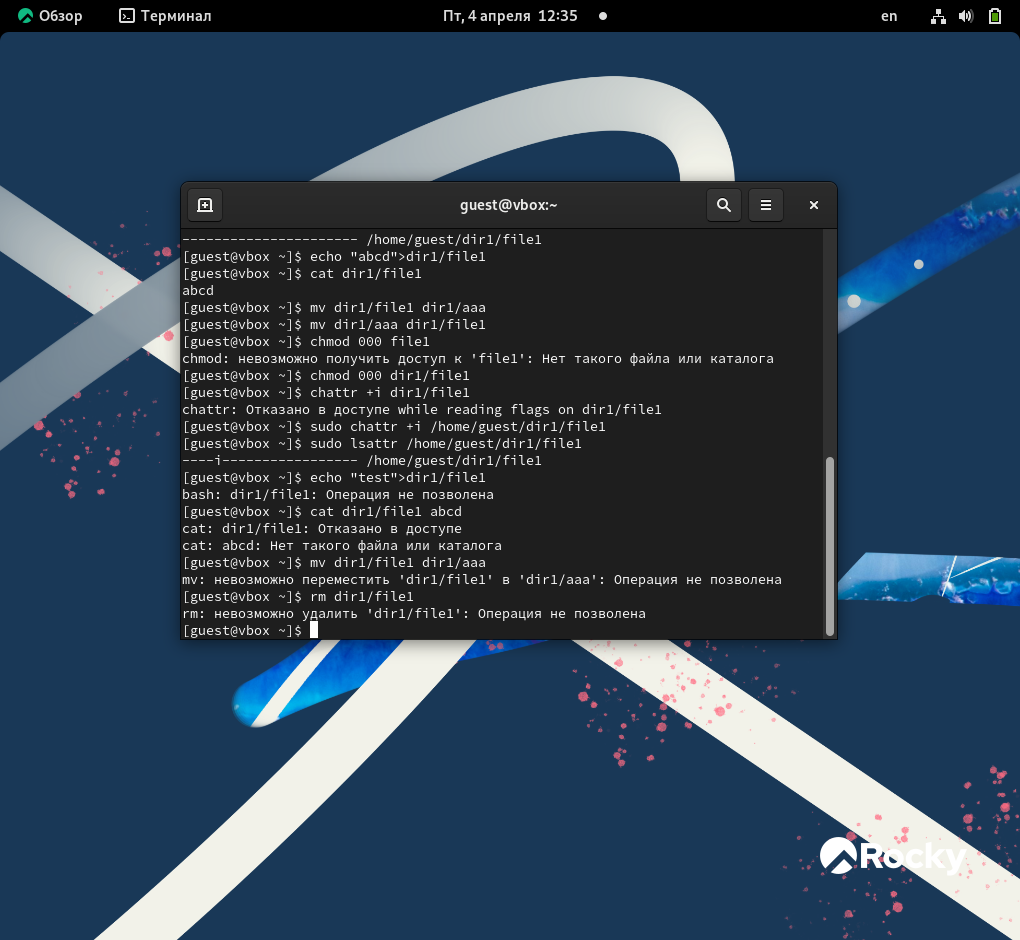 Обзор Терминал Пт, 4 апреля 12:35 en
guest@vbox:~
---------------------- /home/guest/dir1/file1
[guest@vbox ~]$ echo "abcd">dir1/file1
[guest@vbox ~]$ cat dir1/file1
abcd
[guest@vbox ~]$ mv dir1/file1 dir1/aaa
[guest@vbox ~]$ mv dir1/aaa dir1/file1
[guest@vbox ~]$ chmod 000 file1
chmod: невозможно получить доступ к 'file1': Нет такого файла или каталога
[guest@vbox ~]$ chmod 000 dir1/file1
[guest@vbox ~]$ chattr +i dir1/file1
chattr: Отказано в доступе while reading flags on dir1/file1
[guest@vbox ~]$ sudo chattr +i /home/guest/dir1/file1
[guest@vbox ~]$ sudo lsattr /home/guest/dir1/file1
----i----------------- /home/guest/dir1/file1
[guest@vbox ~]$ echo "test">dir1/file1
bash: dir1/file1: Операция не позволена
[guest@vbox ~]$ cat dir1/file1 abcd
cat: dir1/file1: Отказано в доступе
cat: abcd: Нет такого файла или каталога
[guest@vbox ~]$ mv dir1/file1 dir1/aaa
mv: невозможно переместить 'dir1/file1' в 'dir1/aaa': Операция не позволена
[guest@vbox ~]$ rm dir1/file1
rm: невозможно удалить 'dir1/file1': Операция не позволена
[guest@vbox ~]$
Rocky